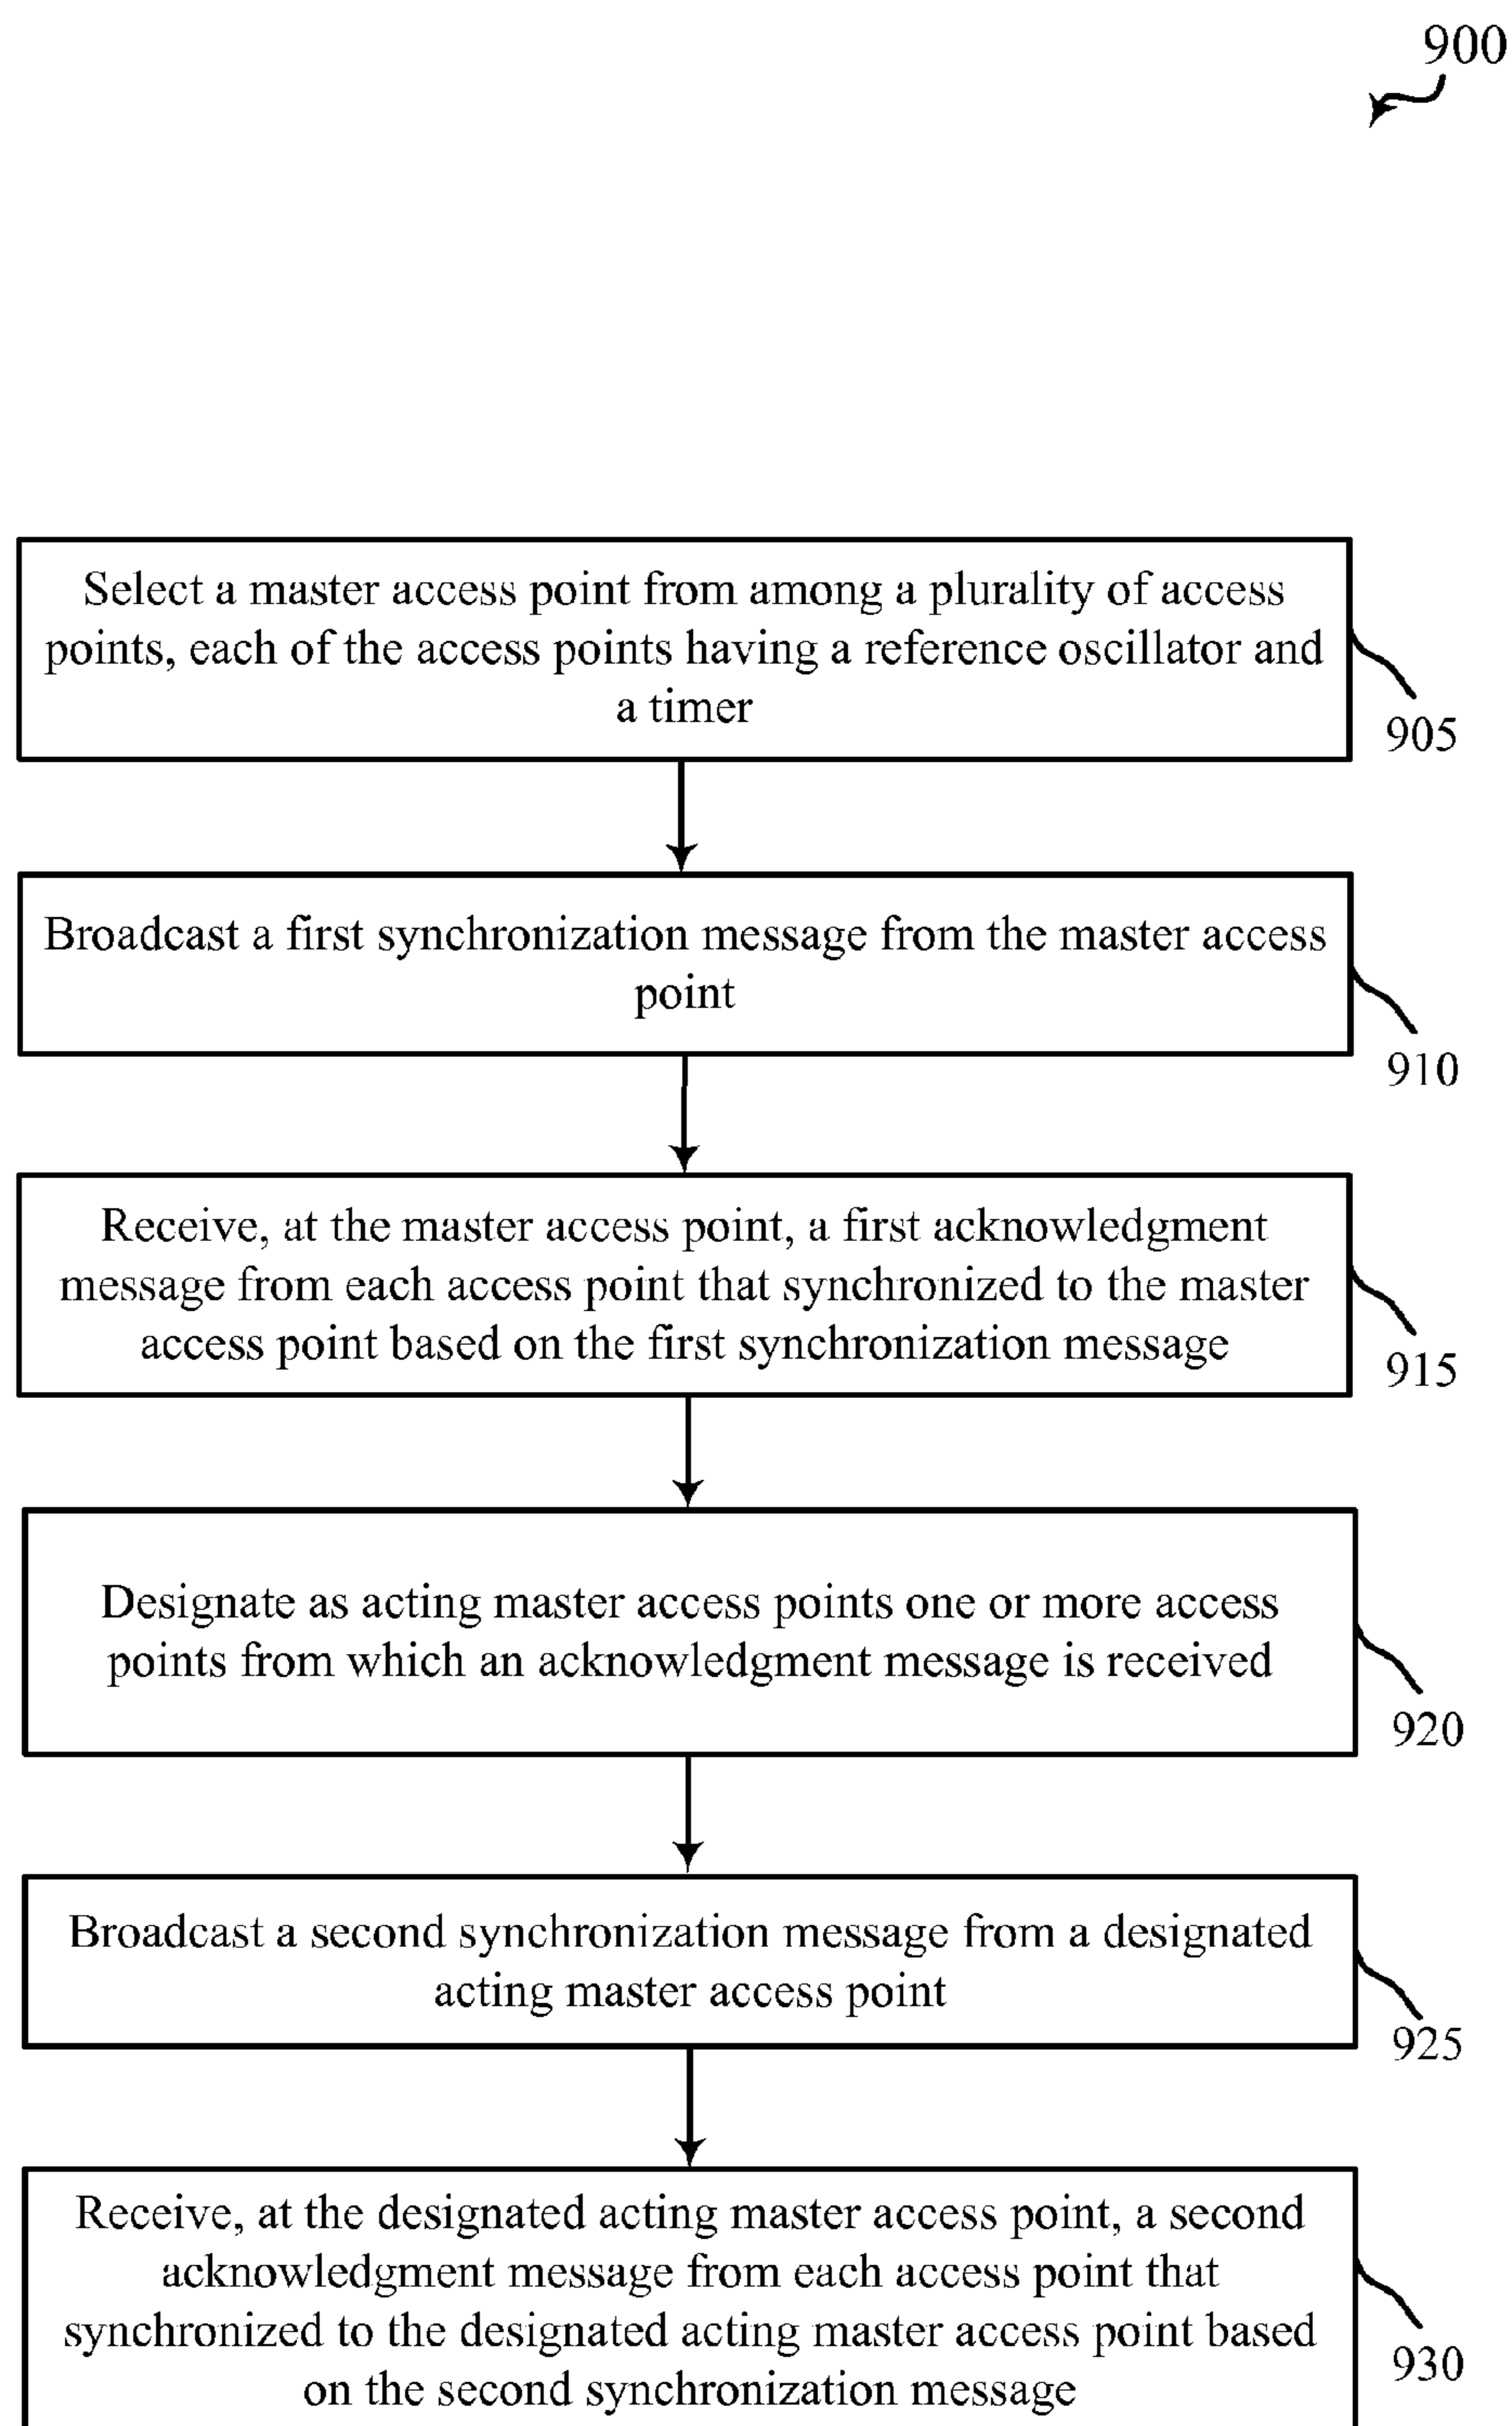 900
Select a master access point from among a plurality of access
points, each of the access points having a reference oscillator and
a timer
905
Broadcast a first synchronization message from the master access
point
910
Receive, at the master access point, a first acknowledgment
message from each access point that synchronized to the master
access point based on the first synchronization message
915
Designate as acting master access points one or more access
points from which an acknowledgment message is received
920
Broadcast a second synchronization message from a designated
acting master access point
925
Receive, at the designated acting master access point, a second
acknowledgment message from each access point that
synchronized to the designated acting master access point based
on the second synchronization message
930